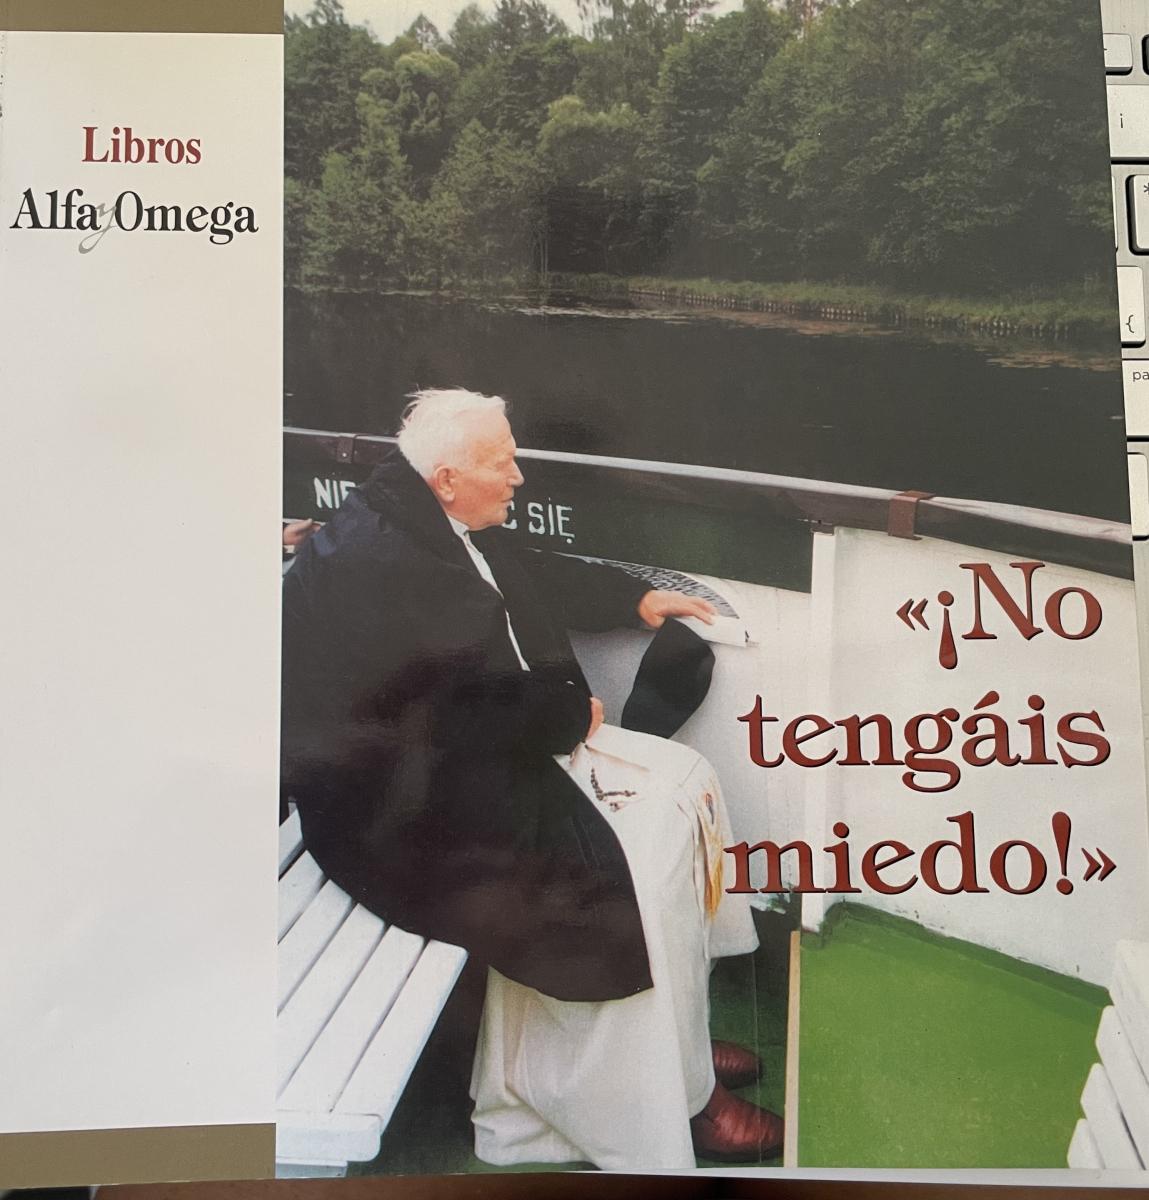 Libros
Alfa y Omega
SIĘ
«¡No
tengáis
miedo!»